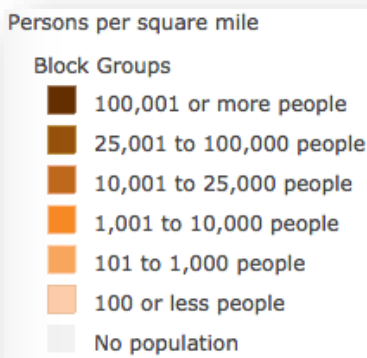 Persons per square mile
Block Groups
100,001 or more people
25,001 to 100,000 people
10,001 to 25,000 people
1,001 to 10,000 people
101 to 1,000 people
100 or less people
No population